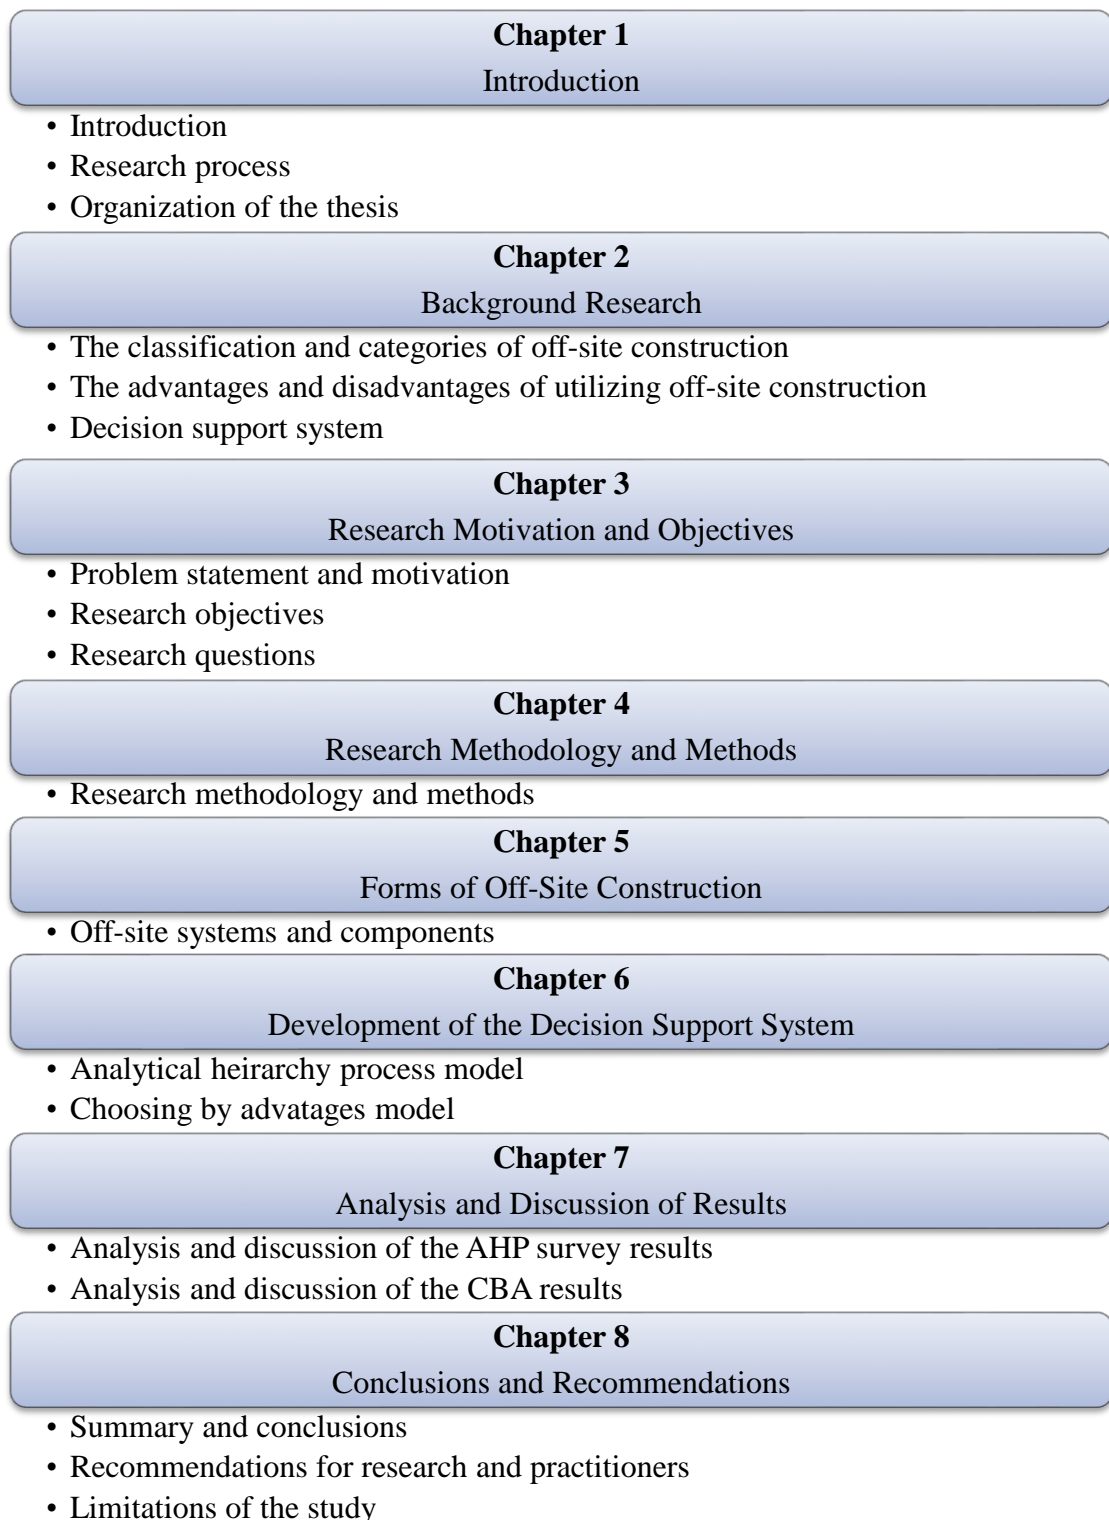 Chapter 1
Introduction
• Introduction
• Research process
• Organization of the thesis
Chapter 2
Background Research
• The classification and categories of off-site construction
• The advantages and disadvantages of utilizing off-site construction
• Decision support system
Chapter 3
Research Motivation and Objectives
• Problem statement and motivation
• Research objectives
• Research questions
Chapter 4
Research Methodology and Methods
• Research methodology and methods
Chapter 5
Forms of Off-Site Construction
• Off-site systems and components
Chapter 6
Development of the Decision Support System
• Analytical heirarchy process model
• Choosing by advatages model
Chapter 7
Analysis and Discussion of Results
• Analysis and discussion of the AHP survey results
• Analysis and discussion of the CBA results
Chapter 8
Conclusions and Recommendations
• Summary and conclusions
• Recommendations for research and practitioners
• Limitations of the study